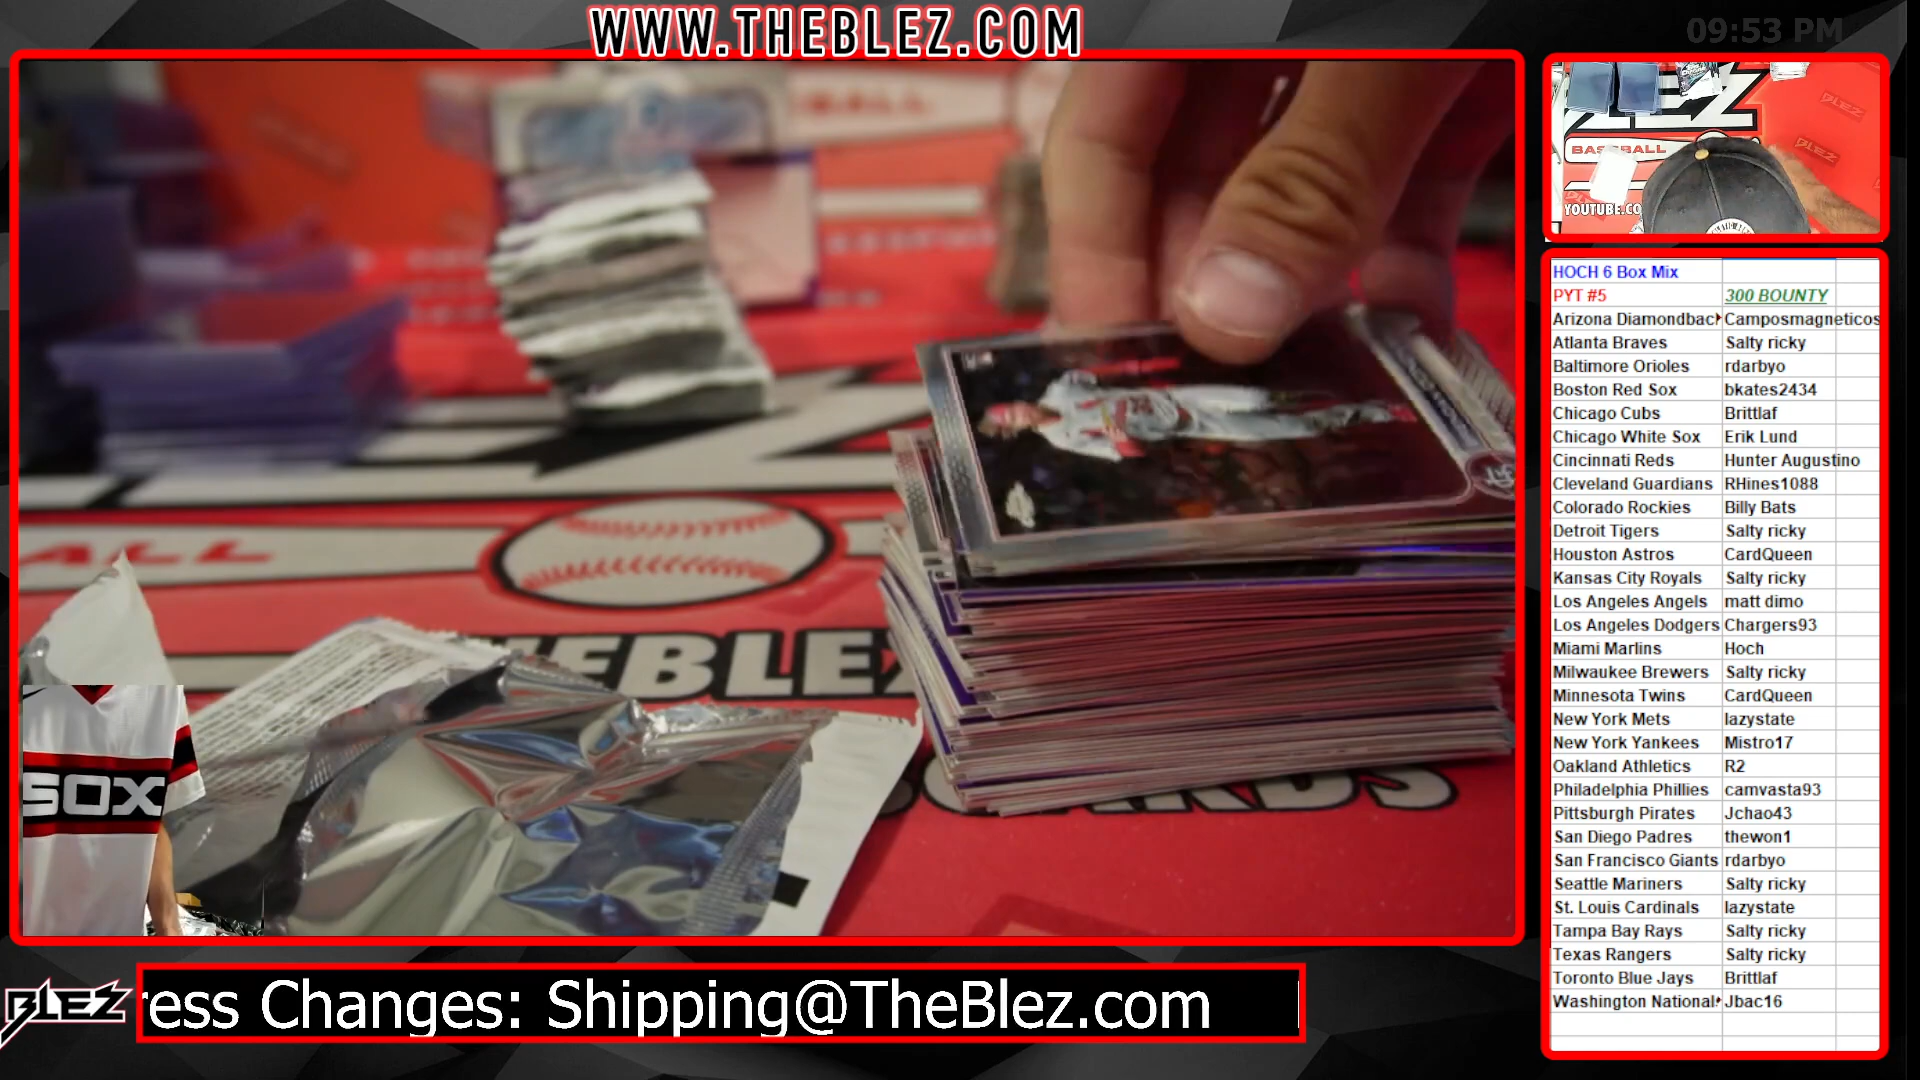 WWW.THEBLEZ.COM
09:53 PM
BASEBALL
BLEZ
BLEZ
YOUTUBE.CO
HOCH 6 Box Mix
PYT #5 300 BOUNTY
Arizona Diamondbac Camposmagneticos
Atlanta Braves Salty ricky
Baltimore Orioles rdarbyo
Boston Red Sox bkates2434
Chicago Cubs Brittlaf
Chicago White Sox Erik Lund
Cincinnati Reds Hunter Augustino
Cleveland Guardians RHines1088
Colorado Rockies Billy Bats
Detroit Tigers Salty ricky
Houston Astros CardQueen
Kansas City Royals Salty ricky
Los Angeles Angels matt dimo
Los Angeles Dodgers Chargers93
Miami Marlins Hoch
Milwaukee Brewers Salty ricky
Minnesota Twins CardQueen
New York Mets lazystate
New York Yankees Mistro17
Oakland Athletics R2
Philadelphia Phillies camvasta93
Pittsburgh Pirates Jchao43
San Diego Padres thewon1
San Francisco Giants rdarbyo
Seattle Mariners Salty ricky
St. Louis Cardinals lazystate
Tampa Bay Rays Salty ricky
Texas Rangers Salty ricky
Toronto Blue Jays Brittlaf
Washington National Jbac16
ALL
THEBLEZ
CARDS
SOX
BLEZ
ress Changes: Shipping@TheBlez.com